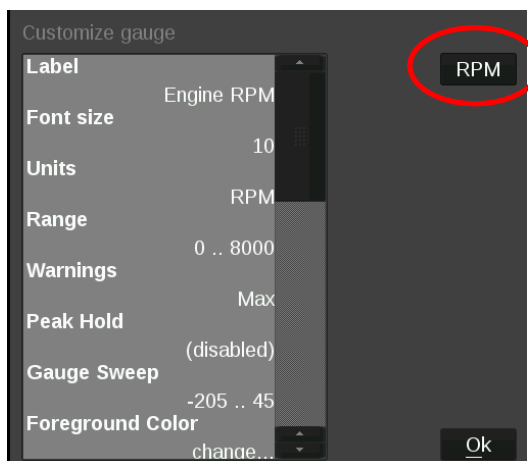 Customize gauge
Label
RPM
Engine RPM
Font size
10
Units
RPM
Range
0 .. 8000
Warnings
Max
Peak Hold
(disabled)
Gauge Sweep
-205 .. 45
Foreground Color
change...
Ok